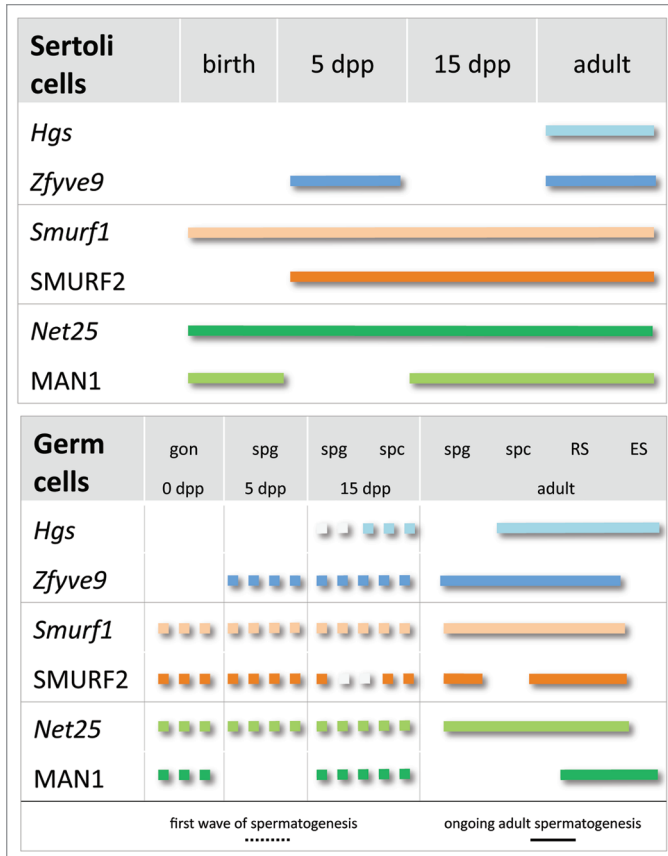 Sertoli cells birth 5 dpp 15 dpp adult
Hgs
Zfyve9
Smurf1
SMURF2
Net25
MAN1
Germ cells gon spg spg spc spg spc RS ES
0 dpp 5 dpp 15 dpp adult
Hgs
Zfyve9
Smurf1
SMURF2
Net25
MAN1
first wave of spermatogenesis ongoing adult spermatogenesis